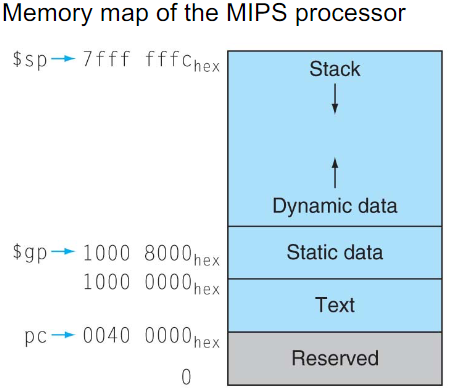 Memory map of the MIPS processor
$sp → 7fff fffc hex
Stack
Dynamic data
$gp → 1000 8000 hex
Static data
1000 0000 hex
Text
pc → 0040 0000 hex
Reserved
0